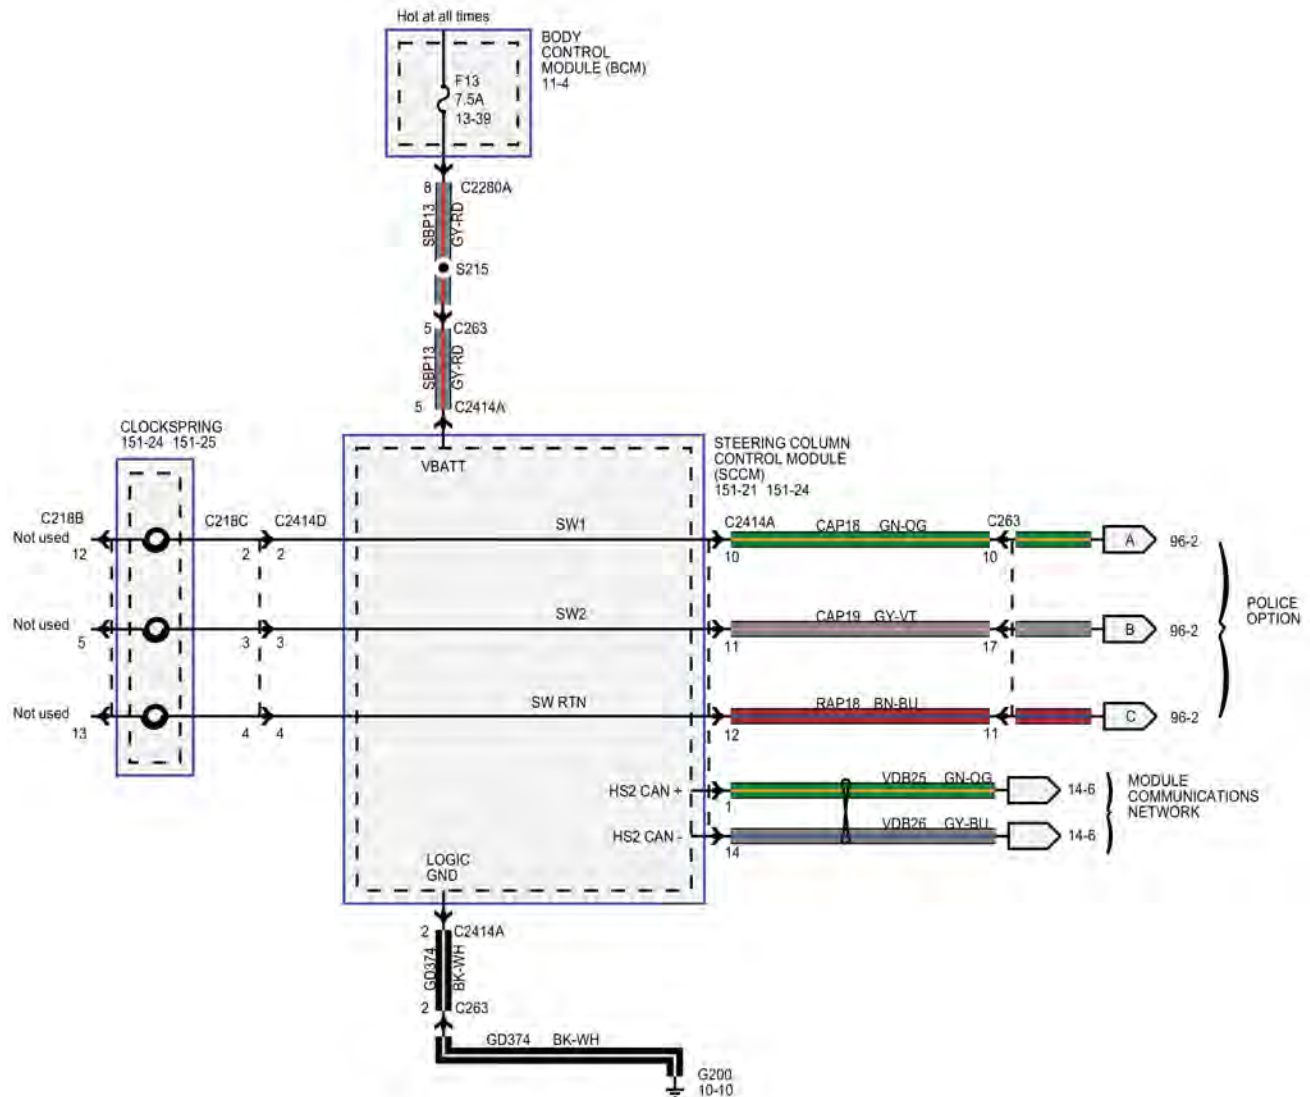 Hot at all times
BODY
CONTROL
MODULE (BCM)
11-4
F13
7.5A
13-39
8 C2280A
SBP13 GY-RD
S215
5 C263
SBP13 GY-RD
5 C2414A
CLOCKSPRING
151-24 151-25
VBATT
STEERING COLUMN
CONTROL MODULE
(SCCM)
151-21 151-24
C218B C218C C2414D SW1 C2414A CAP18 GN-OG C263
Not used A 96-2
12 2 2 10 10
SW2 CAP19 GY-VT
Not used B 96-2
5 3 3 11 17
POLICE
OPTION
SW RTN RAP18 BN-BU
Not used C 96-2
13 4 4 12 11
VDB25 GN-OG
HS2 CAN + 14-6
1
VDB26 GY-BU
HS2 CAN - 14-6
14
MODULE
COMMUNICATIONS
NETWORK
LOGIC
GND
2 C2414A
GD374 BK-WH
2 C263
GD374 BK-WH
G200
10-10